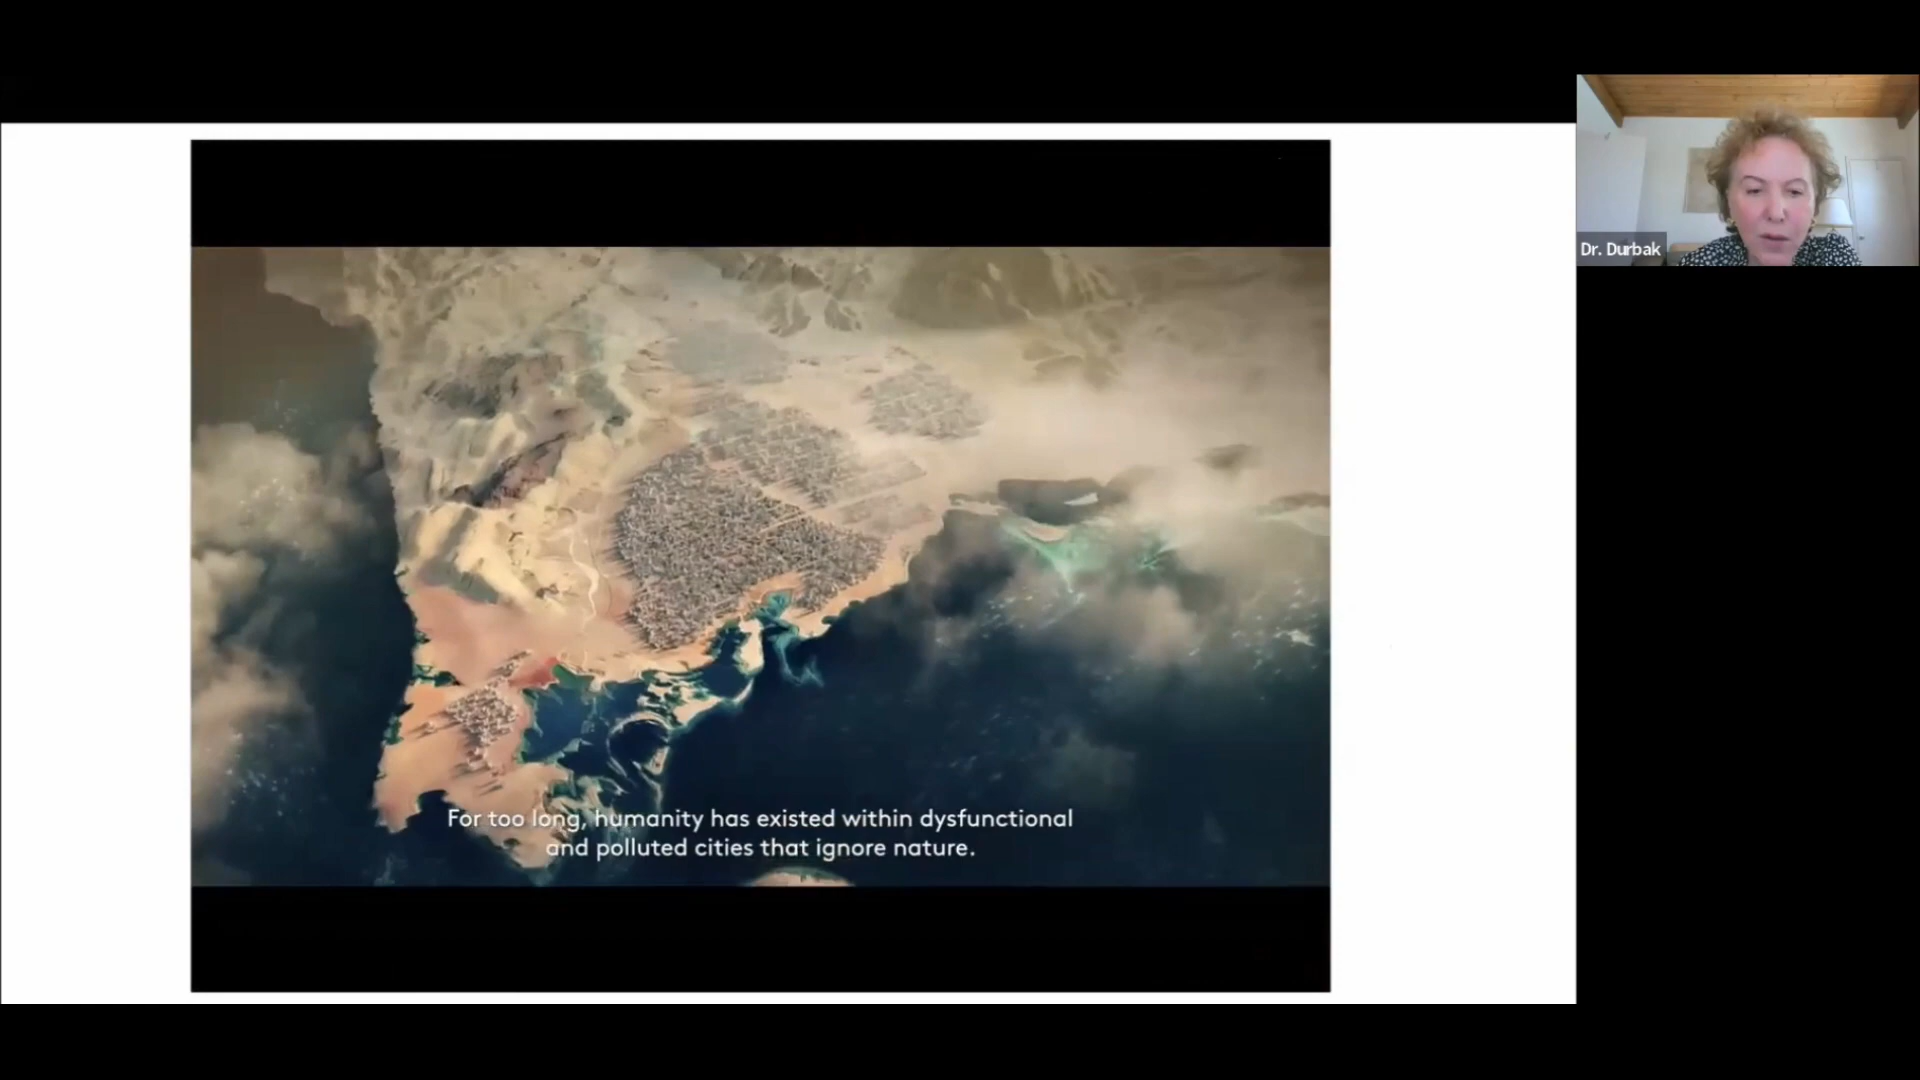 Dr. Durbak
For too long, humanity has existed within dysfunctional
and polluted cities that ignore nature.